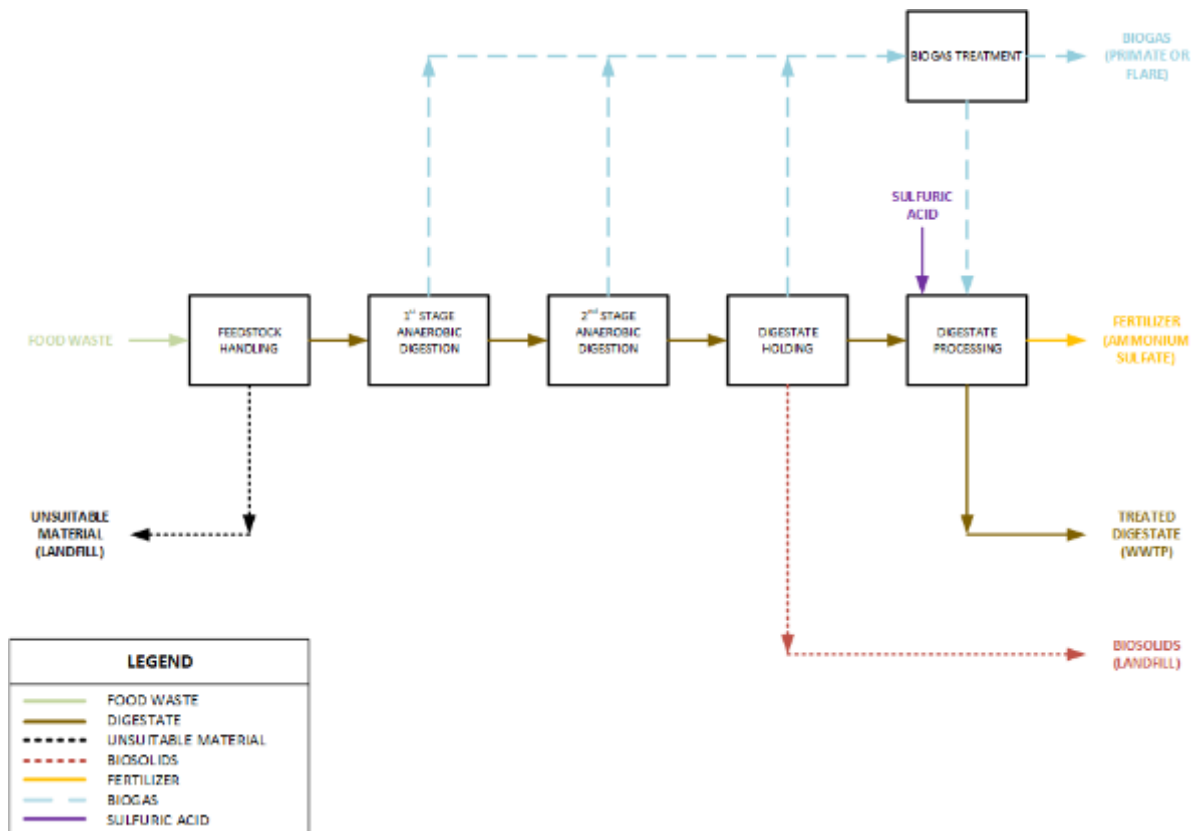 BIOGAS TREATMENT
BIOGAS
(PRIMATE OR
FLARE)
SULFURIC
ACID
FOOD WASTE
FEEDSTOCK
HANDLING
1ST STAGE
ANAEROBIC
DIGESTION
2nd STAGE
ANAEROBIC
DIGESTION
DIGESTATE
HOLDING
DIGESTATE
PROCESSING
FERTILIZER
(AMMONIUM
SULFATE)
UNSUITABLE
MATERIAL
(LANDFILL)
TREATED
DIGESTATE
(WWTP)
BIOSOLIDS
(LANDFILL)
LEGEND
FOOD WASTE
DIGESTATE
UNSUITABLE MATERIAL
BIOSOLIDS
FERTILIZER
BIOGAS
SULFURIC ACID